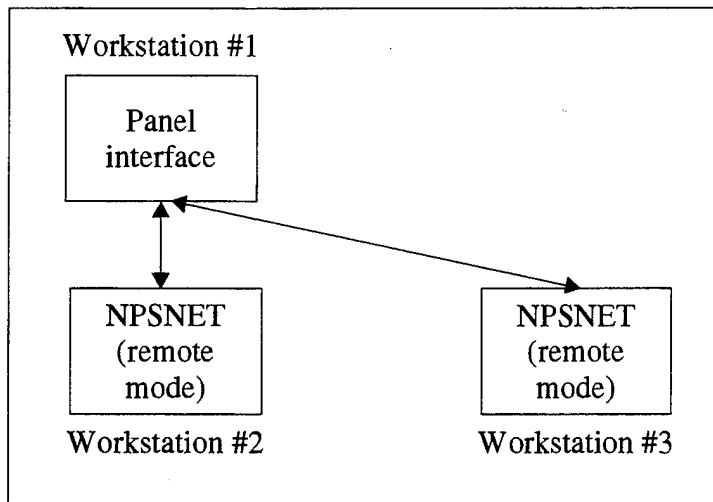 Workstation #1
Panel
interface
NPSNET
(remote
mode)
Workstation #2
NPSNET
(remote
mode)
Workstation #3